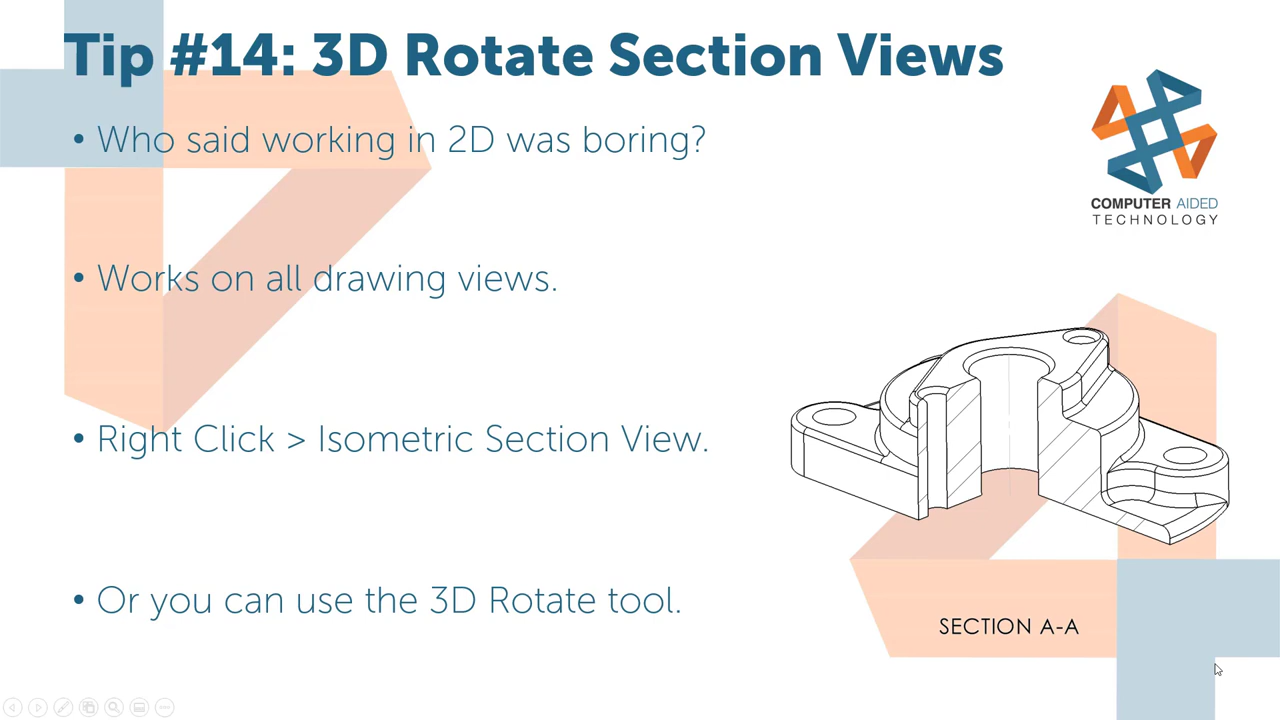 Tip #14: 3D Rotate Section Views
• Who said working in 2D was boring?
COMPUTER AIDED
TECHNOLOGY
• Works on all drawing views.
• Right Click > Isometric Section View.
• Or you can use the 3D Rotate tool.
SECTION A-A